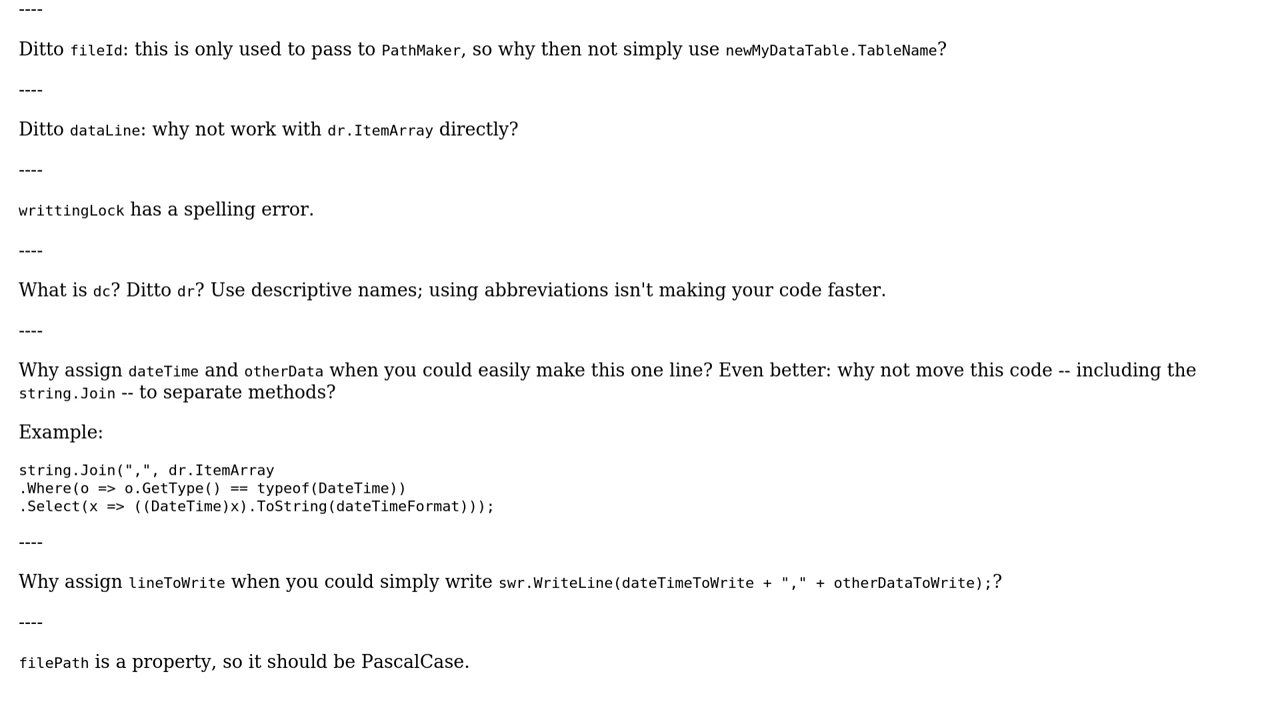 ----
Ditto fileId: this is only used to pass to PathMaker, so why then not simply use newMyDataTable.TableName?
----
Ditto dataLine: why not work with dr.ItemArray directly?
----
writtingLock has a spelling error.
----
What is dc? Ditto dr? Use descriptive names; using abbreviations isn't making your code faster.
----
Why assign dateTime and otherData when you could easily make this one line? Even better: why not move this code -- including the
string.Join -- to separate methods?
Example:
string.Join(",", dr.ItemArray
.Where(o => o.GetType() == typeof(DateTime))
.Select(x => ((DateTime)x).ToString(dateTimeFormat)));
----
Why assign lineToWrite when you could simply write swr.WriteLine(dateTimeToWrite + "," + otherDataToWrite);?
----
filePath is a property, so it should be PascalCase.